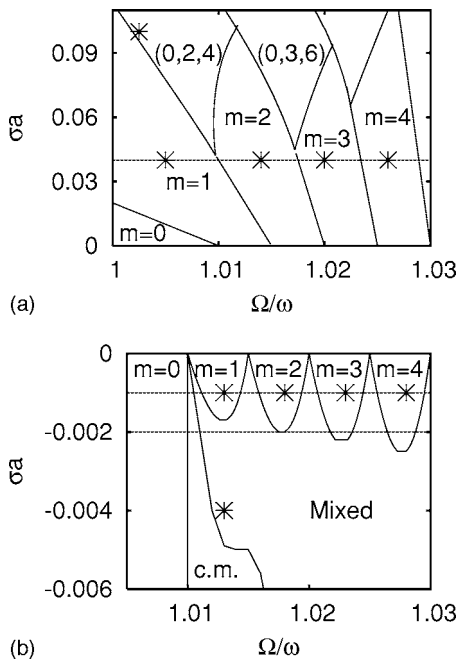 0.09
0.06
0.03
0
σa
(0,2,4)
(0,3,6)
m=2
m=3
m=4
m=1
m=0
1
1.01
1.02
1.03
Ω/ω
(a)
0
-0.002
-0.004
-0.006
σa
m=0
m=1
m=2
m=3
m=4
Mixed
c.m.
1.01
1.02
1.03
Ω/ω
(b)